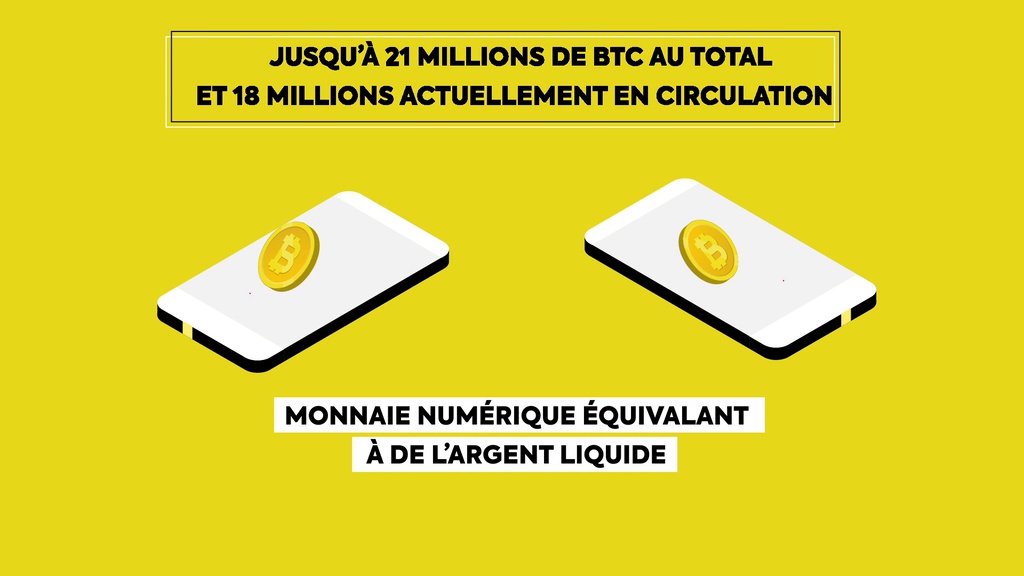 JUSQU’À 21 MILLIONS DE BTC AU TOTAL
ET 18 MILLIONS ACTUELLEMENT EN CIRCULATION
MONNAIE NUMÉRIQUE ÉQUIVALANT
À DE L’ARGENT LIQUIDE